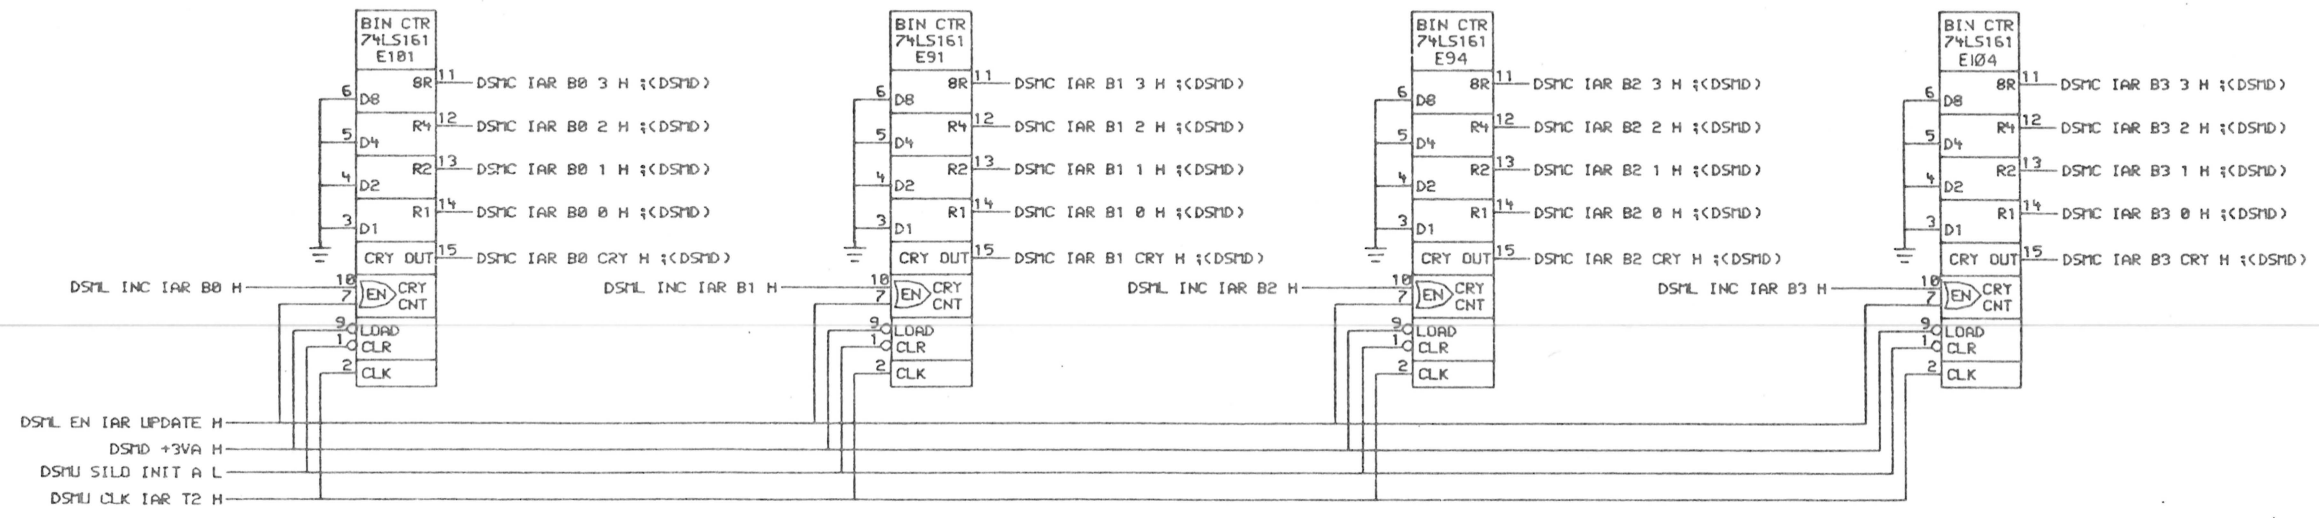 BIN CTR
74LS161
E101
8R 11 DSMC IAR B0 3 H ;(DSMD)
6 D8
R4 12 DSMC IAR B0 2 H ;(DSMD)
5 D4
R2 13 DSMC IAR B0 1 H ;(DSMD)
4 D2
R1 14 DSMC IAR B0 0 H ;(DSMD)
3 D1
CRY OUT 15 DSMC IAR B0 CRY H ;(DSMD)
DSML INC IAR B0 H 10 EN CRY
7 CNT
9 LOAD
1 CLR
2 CLK
BIN CTR
74LS161
E91
8R 11 DSMC IAR B1 3 H ;(DSMD)
6 D8
R4 12 DSMC IAR B1 2 H ;(DSMD)
5 D4
R2 13 DSMC IAR B1 1 H ;(DSMD)
4 D2
R1 14 DSMC IAR B1 0 H ;(DSMD)
3 D1
CRY OUT 15 DSMC IAR B1 CRY H ;(DSMD)
DSML INC IAR B1 H 10 EN CRY
7 CNT
9 LOAD
1 CLR
2 CLK
BIN CTR
74LS161
E94
8R 11 DSMC IAR B2 3 H ;(DSMD)
6 D8
R4 12 DSMC IAR B2 2 H ;(DSMD)
5 D4
R2 13 DSMC IAR B2 1 H ;(DSMD)
4 D2
R1 14 DSMC IAR B2 0 H ;(DSMD)
3 D1
CRY OUT 15 DSMC IAR B2 CRY H ;(DSMD)
DSML INC IAR B2 H 10 EN CRY
7 CNT
9 LOAD
1 CLR
2 CLK
BIN CTR
74LS161
E104
8R 11 DSMC IAR B3 3 H ;(DSMD)
6 D8
R4 12 DSMC IAR B3 2 H ;(DSMD)
5 D4
R2 13 DSMC IAR B3 1 H ;(DSMD)
4 D2
R1 14 DSMC IAR B3 0 H ;(DSMD)
3 D1
CRY OUT 15 DSMC IAR B3 CRY H ;(DSMD)
DSML INC IAR B3 H 10 EN CRY
7 CNT
9 LOAD
1 CLR
2 CLK
DSML EN IAR UPDATE H
DSMD +3VA H
DSMU SILO INIT A L
DSMU CLK IAR T2 H